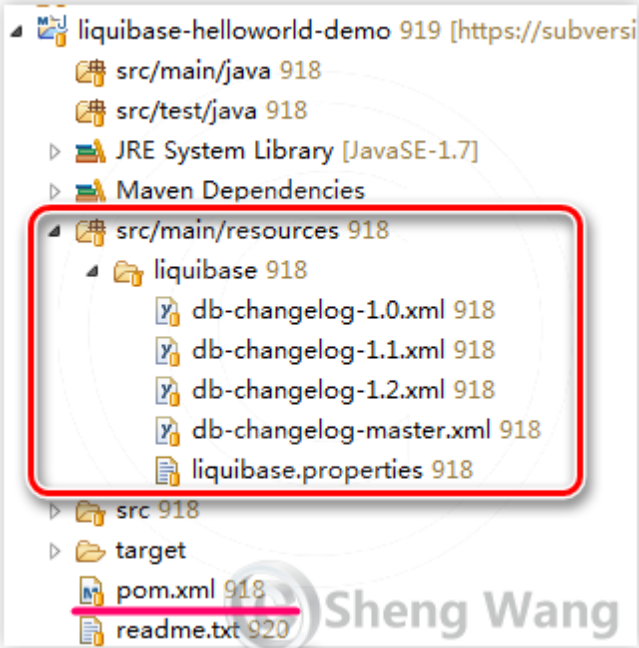 liquibase-helloworld-demo 919 [https://subversi
src/main/java 918
src/test/java 918
JRE System Library [JavaSE-1.7]
Maven Dependencies
src/main/resources 918
liquibase 918
db-changelog-1.0.xml 918
db-changelog-1.1.xml 918
db-changelog-1.2.xml 918
db-changelog-master.xml 918
liquibase.properties 918
src 918
target
pom.xml 918
readme.txt 920
© Sheng Wang